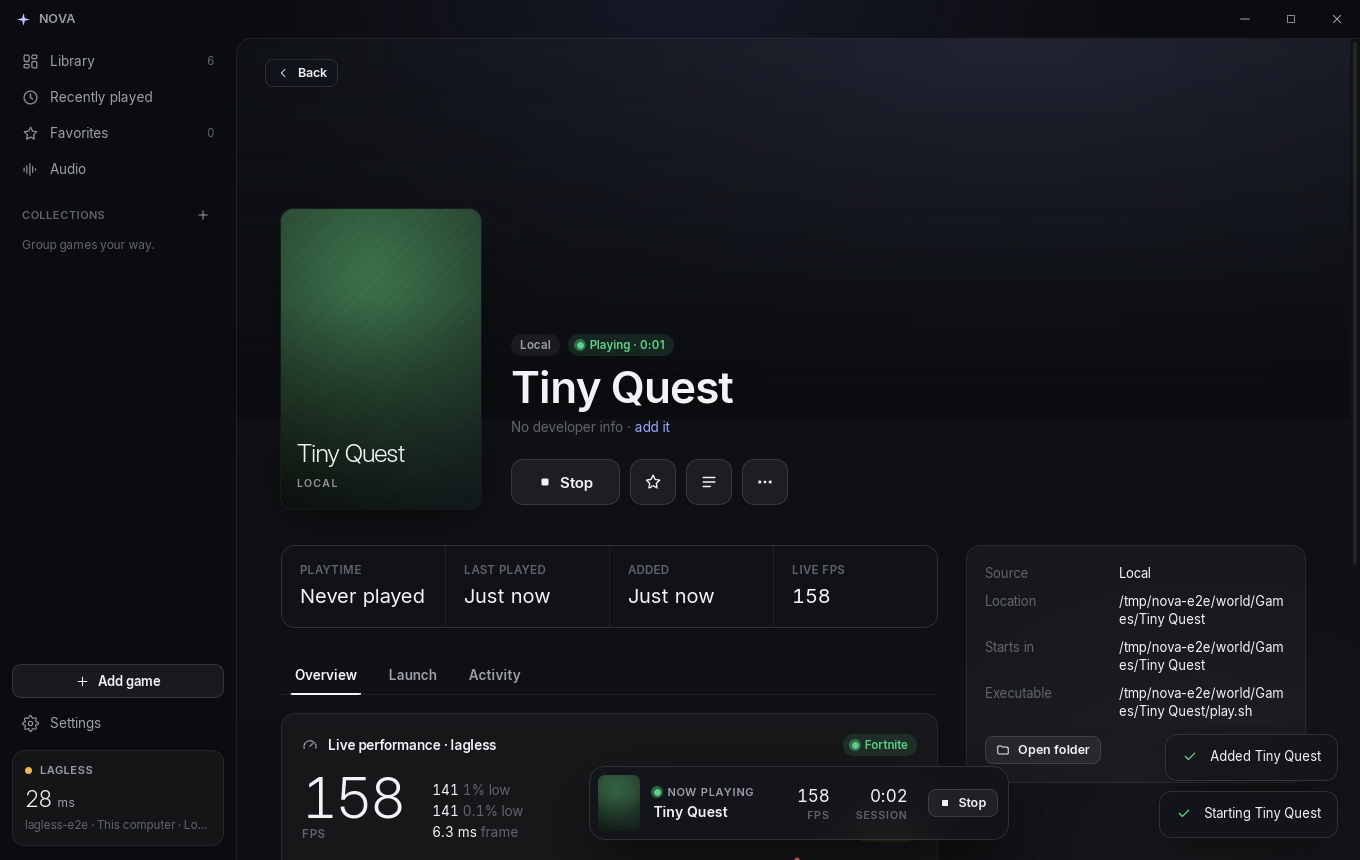 NOVA
Library 6
Recently played
Favorites 0
Audio
COLLECTIONS
Group games your way.
Add game
Settings
LAGLESS
28 ms
lagless-e2e · This computer · Lo...
Back
Tiny Quest
LOCAL
Local
Playing · 0:01
Tiny Quest
No developer info · add it
Stop
PLAYTIME
Never played
LAST PLAYED
Just now
ADDED
Just now
LIVE FPS
158
Overview Launch Activity
Live performance · lagless
Fortnite
158
FPS
141 1% low
141 0.1% low
6.3 ms frame
Source Local
Location /tmp/nova-e2e/world/Gam
es/Tiny Quest
Starts in /tmp/nova-e2e/world/Gam
es/Tiny Quest
Executable /tmp/nova-e2e/world/Gam
es/Tiny Quest/play.sh
Open folder
NOW PLAYING
Tiny Quest
158
FPS
0:02
SESSION
Stop
Added Tiny Quest
Starting Tiny Quest